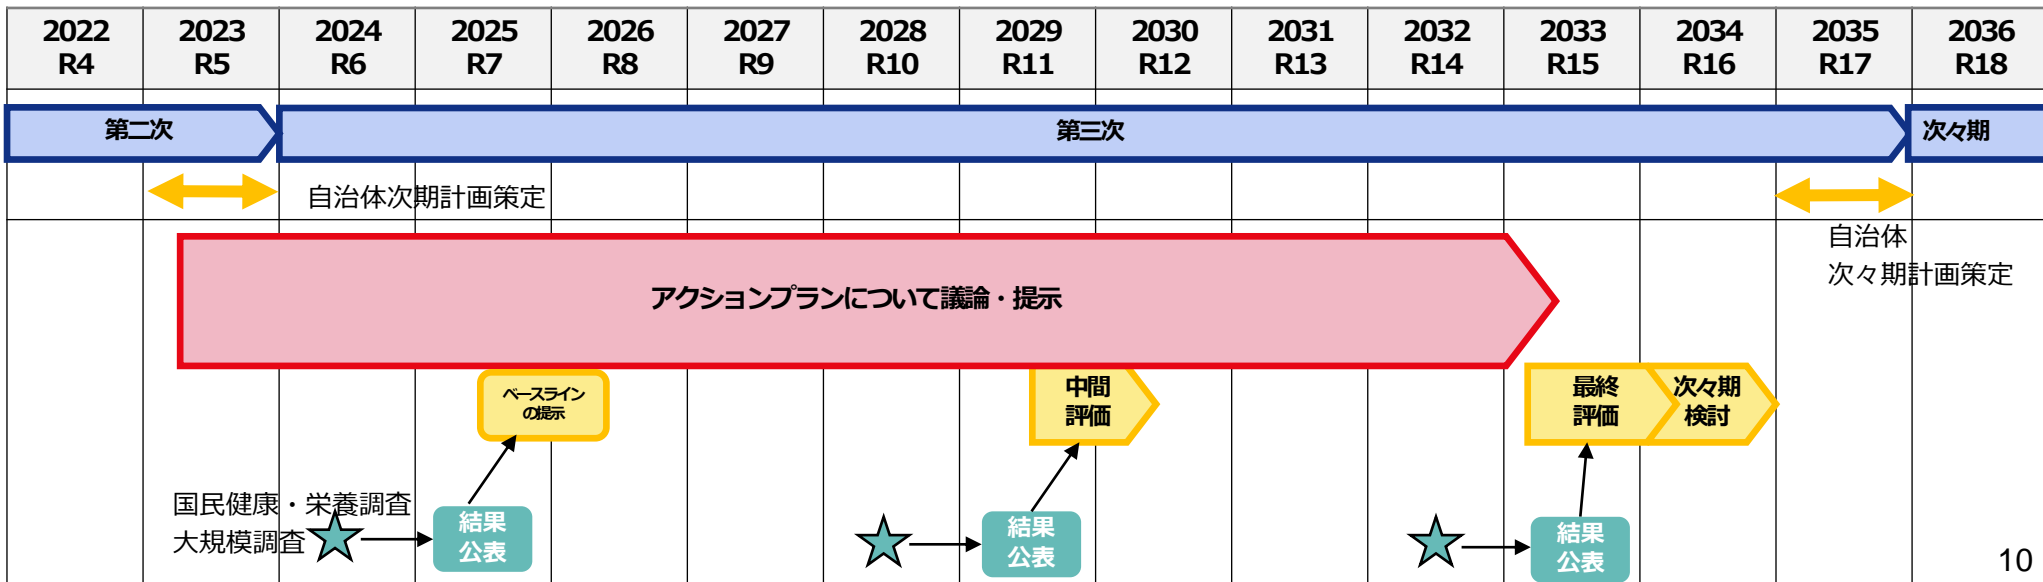 2022 2023 2024 2025 2026 2027 2028 2029 2030 2031 2032 2033 2034 2035 2036
R4 R5 R6 R7 R8 R9 R10 R11 R12 R13 R14 R15 R16 R17 R18
第二次 第三次 次々期
自治体次期計画策定
自治体
次々期計画策定
アクションプランについて議論・提示
ベースライン
の提示
中間
評価
最終
評価
次々期
検討
国民健康・栄養調査
大規模調査
結果
公表
結果
公表
結果
公表
10